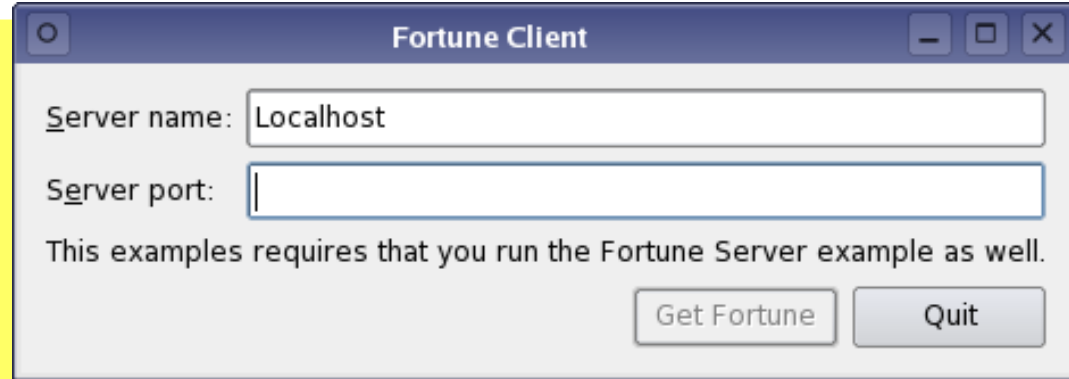 Fortune Client
Server name: Localhost
Server port:
This examples requires that you run the Fortune Server example as well.
Get Fortune Quit